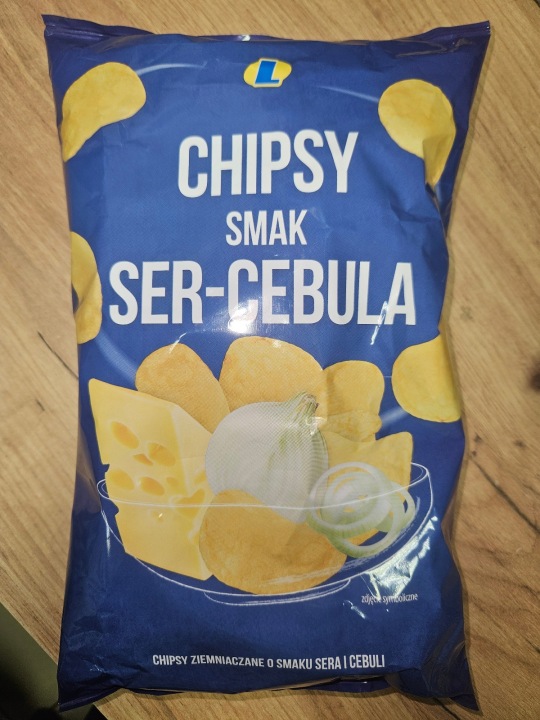 L
CHIPSY
SMAK
SER-CEBULA
zdjęcie symboliczne
CHIPSY ZIEMNIACZANE O SMAKU SERA I CEBULI